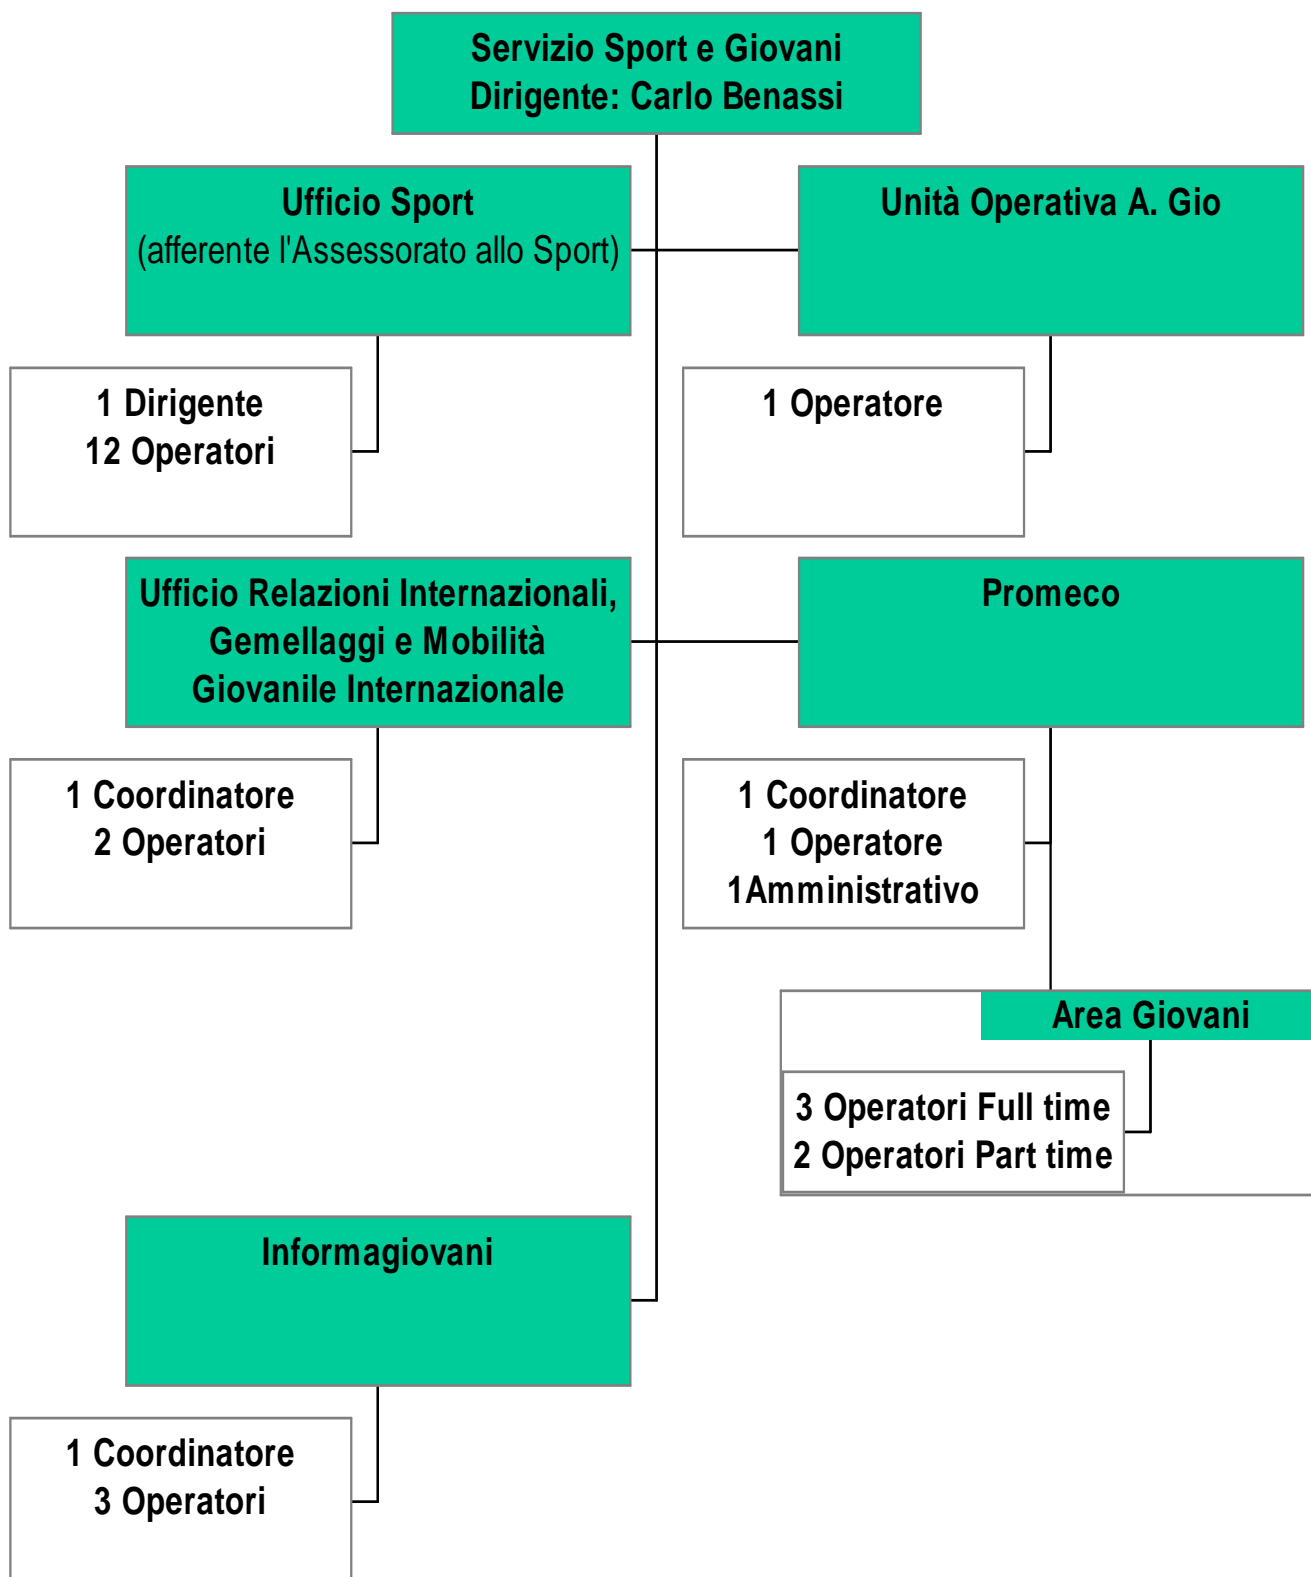 Servizio Sport e Giovani
Dirigente: Carlo Benassi
Ufficio Sport
(afferente l'Assessorato allo Sport)
Unità Operativa A. Gio
1 Dirigente
12 Operatori
1 Operatore
Ufficio Relazioni Internazionali,
Gemellaggi e Mobilità
Giovanile Internazionale
Promeco
1 Coordinatore
2 Operatori
1 Coordinatore
1 Operatore
1Amministrativo
Area Giovani
3 Operatori Full time
2 Operatori Part time
Informagiovani
1 Coordinatore
3 Operatori